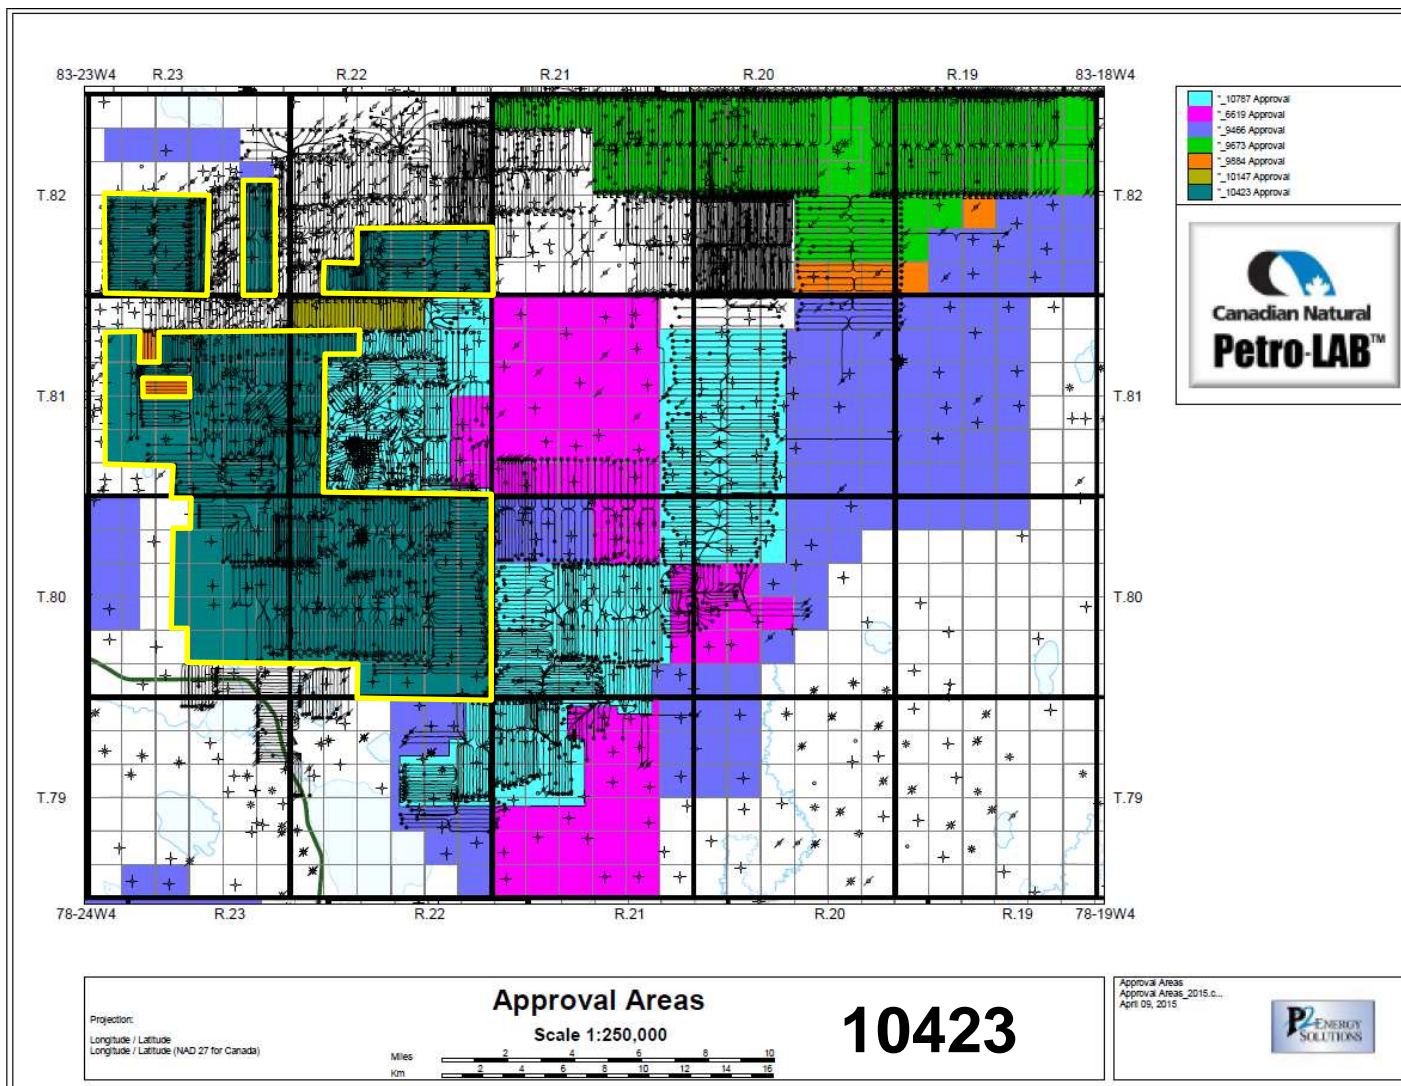 83-23W4 R.23 R.22 R.21 R.20 R.19 83-18W4
"_10787 Approval
"_6619 Approval
"_9466 Approval
"_9673 Approval
"_9884 Approval
"_10147 Approval
"_10423 Approval
T.82 T.82
Canadian Natural
Petro-LAB™
T.81 T.81
T.80 T.80
T.79 T.79
78-24W4 R.23 R.22 R.21 R.20 R.19 78-19W4
Projection:
Longitude / Latitude
Longitude / Latitude (NAD 27 for Canada)
Approval Areas
Scale 1:250,000
Miles 2 4 6 8 10
Km 2 4 6 8 10 12 14 16
10423
Approval Areas
Approval Areas_2015.c...
April 09, 2015
P2 ENERGY
SOLUTIONS